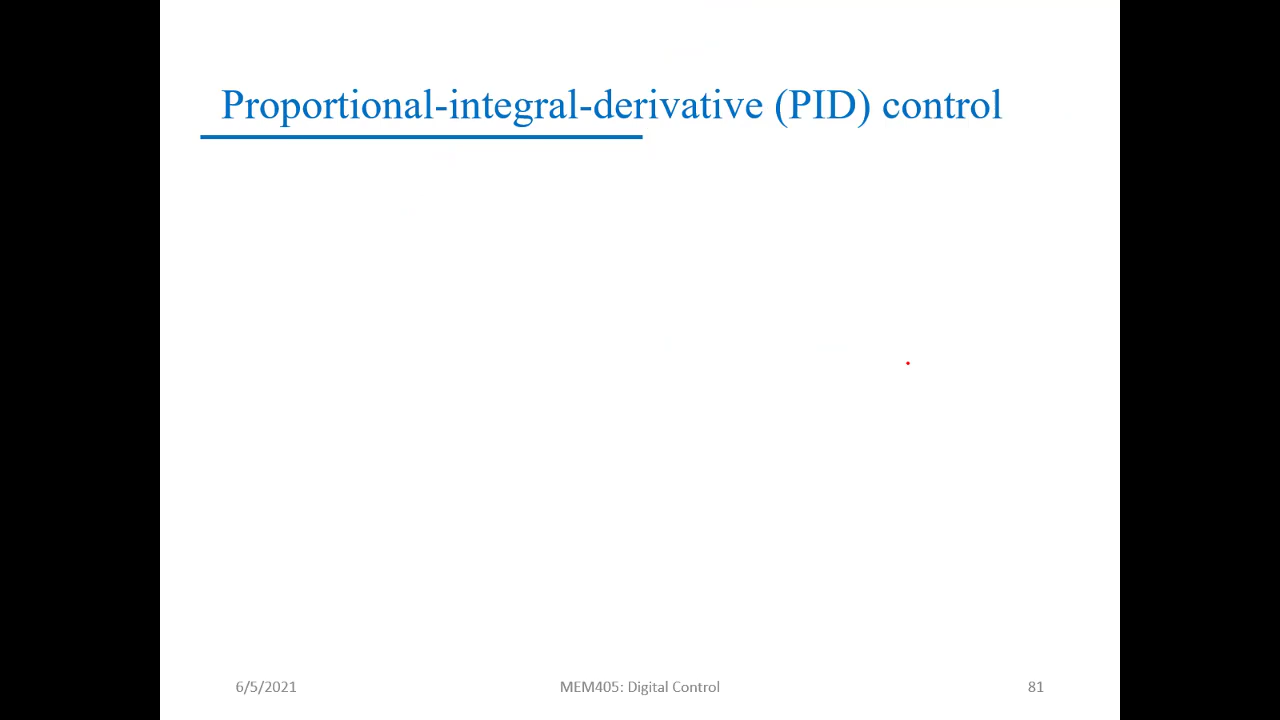 Proportional-integral-derivative (PID) control
6/5/2021
MEM405: Digital Control
81